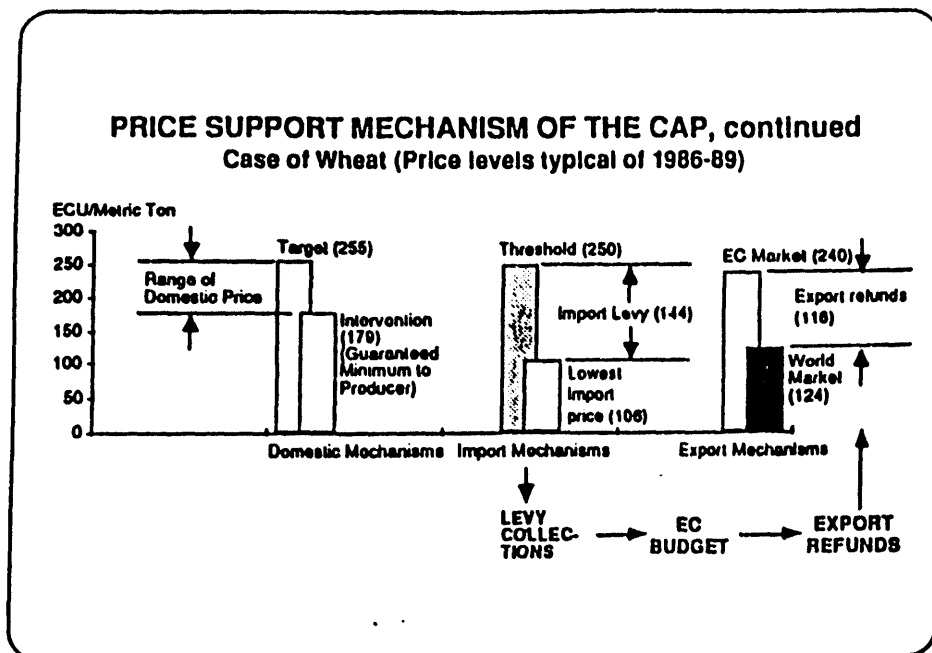 PRICE SUPPORT MECHANISM OF THE CAP, continued
Case of Wheat (Price levels typical of 1986-89)
ECU/Metric Ton
300
250
200
150
100
50
0
Range of
Domestic Price
Target (255)
Intervention
(179)
(Guaranteed
Minimum to
Producer)
Domestic Mechanisms
Threshold (250)
Import Levy (144)
Lowest
Import
price (106)
Import Mechanisms
EC Market (240)
Export refunds
(116)
World
Market
(124)
Export Mechanisms
LEVY
COLLEC-
TIONS
EC
BUDGET
EXPORT
REFUNDS